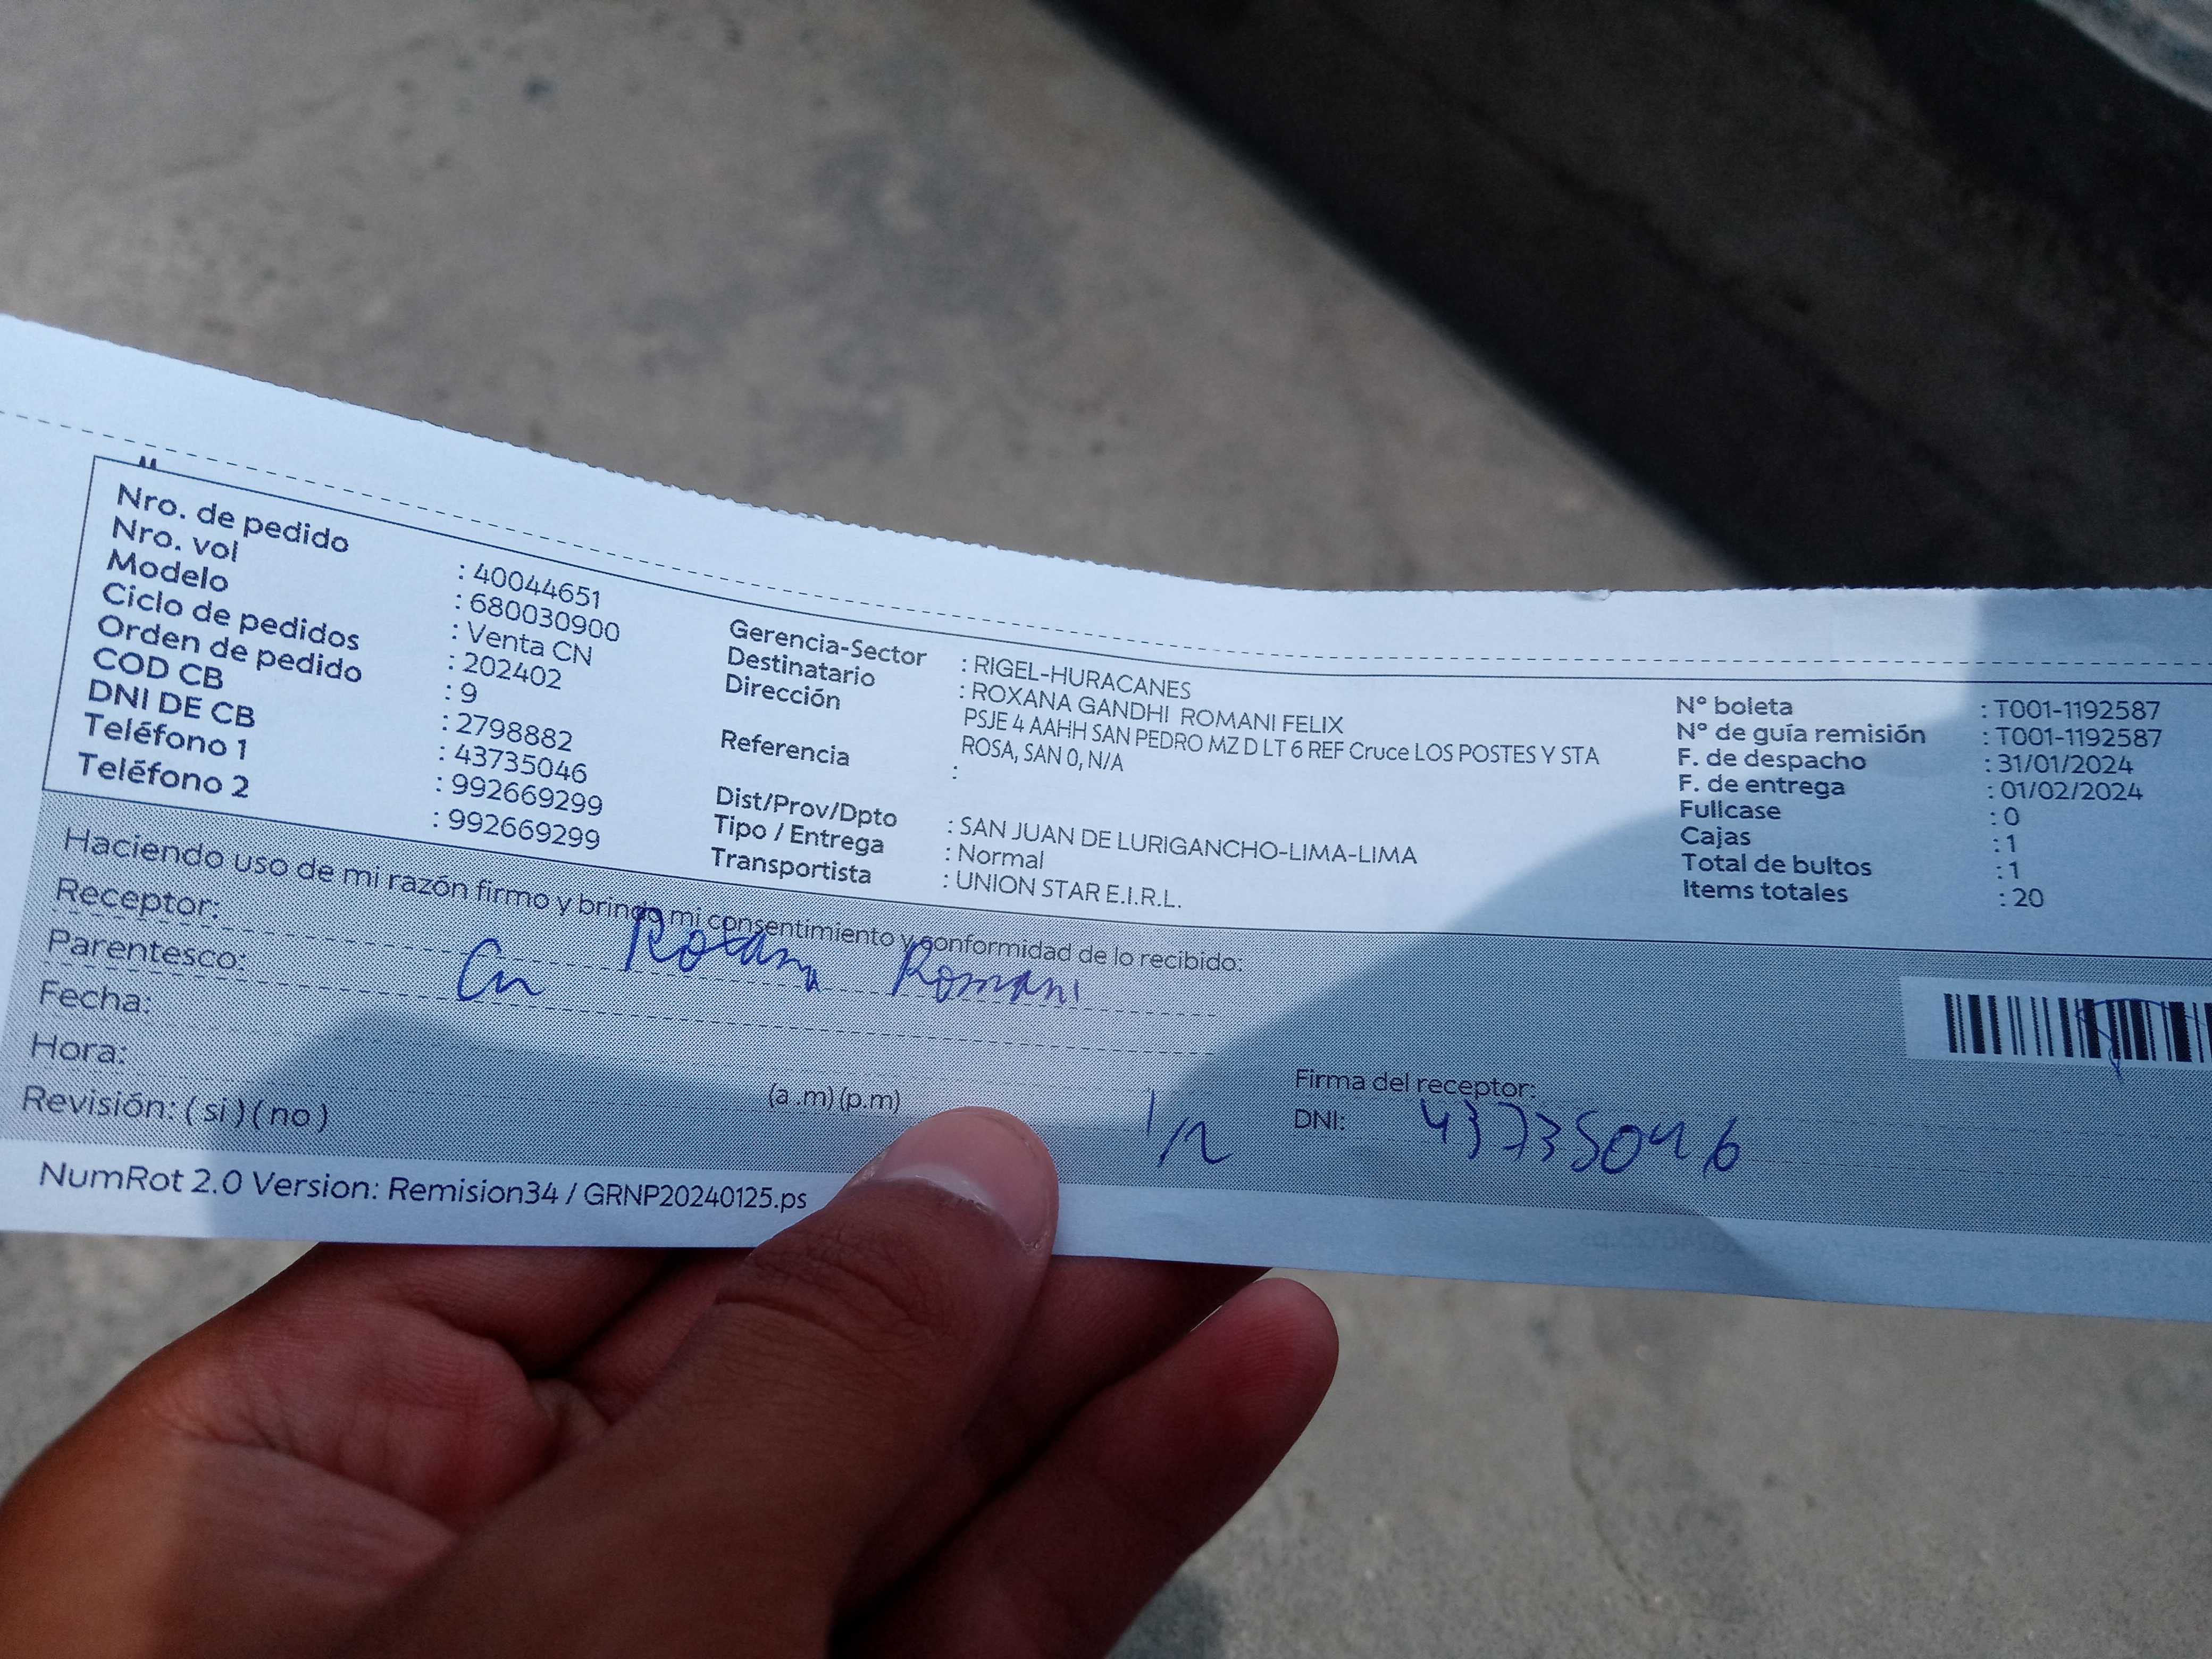 Nro. de pedido : 40044651
Nro. vol : 680030900
Modelo : Venta CN
Ciclo de pedidos : 202402
Orden de pedido : 9
COD CB : 2798882
DNI DE CB : 43735046
Teléfono 1 : 992669299
Teléfono 2 : 992669299
Gerencia-Sector : RIGEL-HURACANES
Destinatario : ROXANA GANDHI ROMANI FELIX
Dirección PSJE 4 AAHH SAN PEDRO MZ D LT 6 REF Cruce LOS POSTES Y STA
ROSA, SAN 0, N/A
Referencia :
Dist/Prov/Dpto : SAN JUAN DE LURIGANCHO-LIMA-LIMA
Tipo / Entrega : Normal
Transportista : UNION STAR E.I.R.L.
N° boleta : T001-1192587
N° de guía remisión : T001-1192587
F. de despacho : 31/01/2024
F. de entrega : 01/02/2024
Fullcase : 0
Cajas : 1
Total de bultos : 1
Items totales : 20
Haciendo uso de mi razón firmo y brindo mi consentimiento y conformidad de lo recibido:
Receptor: Roxana Romani
Parentesco: Cn
Fecha:
Hora: (a .m) (p.m)
Revisión: ( si ) ( no )
Firma del receptor:
DNI: 43735046
NumRot 2.0 Version: Remision34 / GRNP20240125.ps